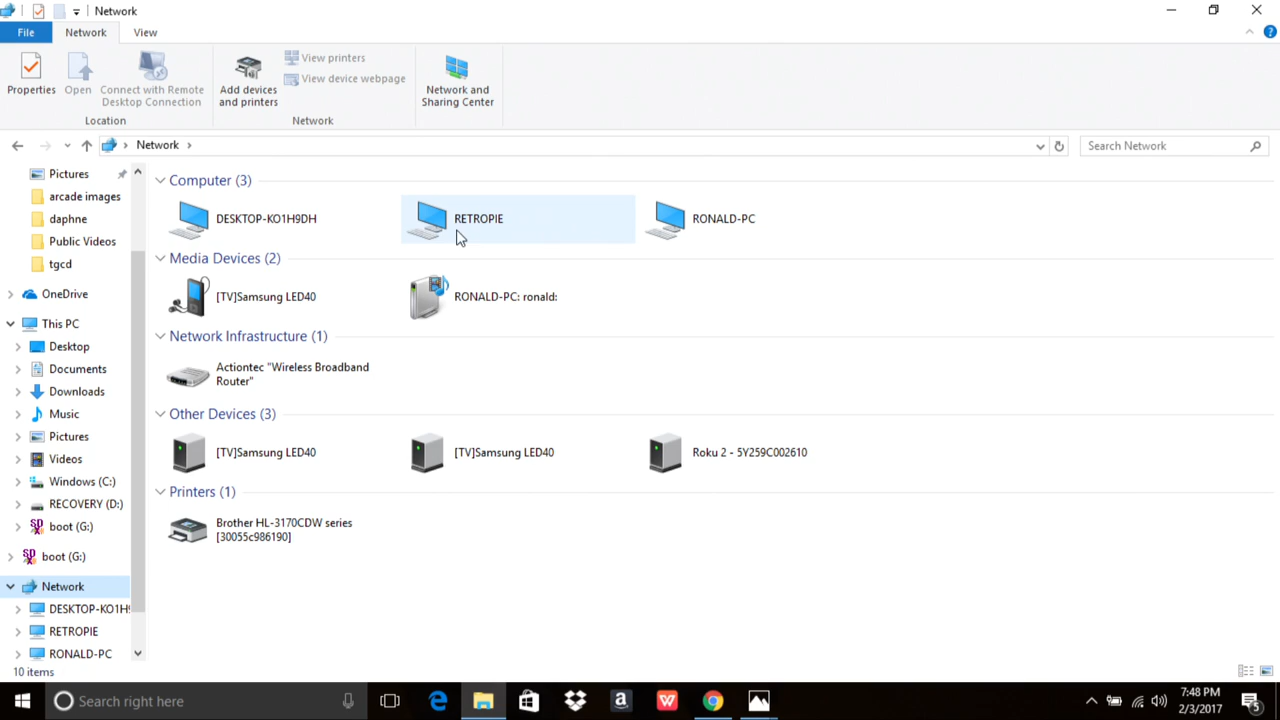 Network
File Network View
Properties
Open
Connect with Remote
Desktop Connection
Location
Add devices
and printers
View printers
View device webpage
Network
Network and
Sharing Center
Network
Search Network
Pictures
arcade images
daphne
Public Videos
tgcd
OneDrive
This PC
Desktop
Documents
Downloads
Music
Pictures
Videos
Windows (C:)
RECOVERY (D:)
boot (G:)
boot (G:)
Network
DESKTOP-KO1H9
RETROPIE
RONALD-PC
Computer (3)
DESKTOP-KO1H9DH
RETROPIE
RONALD-PC
Media Devices (2)
[TV]Samsung LED40
RONALD-PC: ronald:
Network Infrastructure (1)
Actiontec "Wireless Broadband
Router"
Other Devices (3)
[TV]Samsung LED40
[TV]Samsung LED40
Roku 2 - 5Y259C002610
Printers (1)
Brother HL-3170CDW series
[30055c986190]
10 items
Search right here
7:48 PM
2/3/2017
5